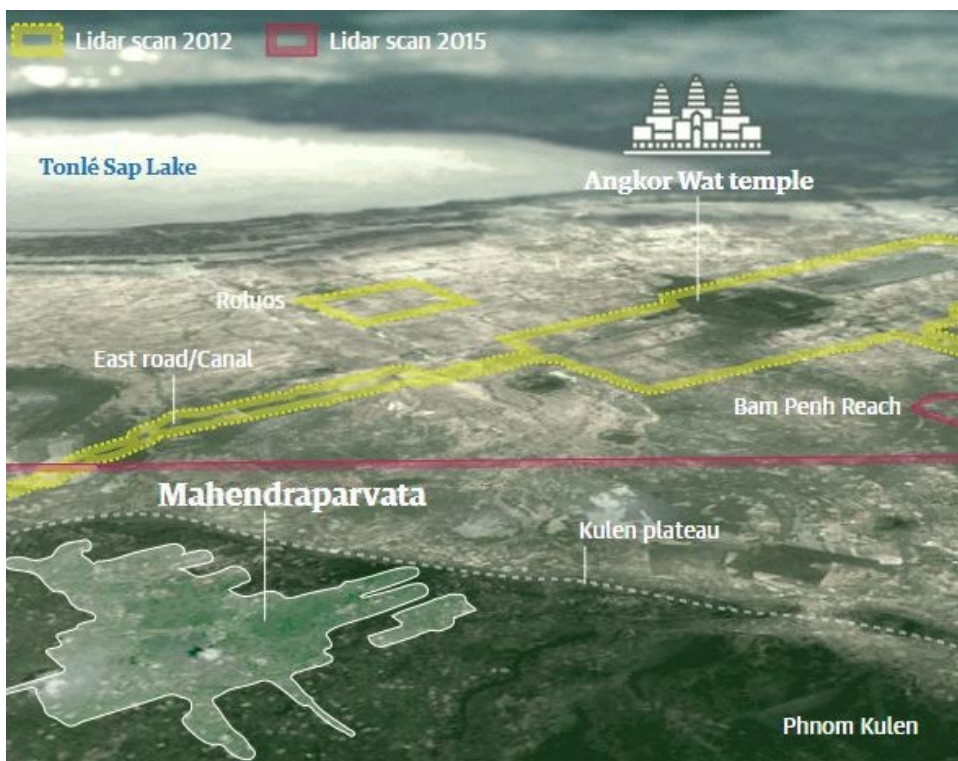 Lidar scan 2012
Lidar scan 2015
Tonlé Sap Lake
Angkor Wat temple
Roluos
East road/Canal
Bam Penh Reach
Mahendraparvata
Kulen plateau
Phnom Kulen